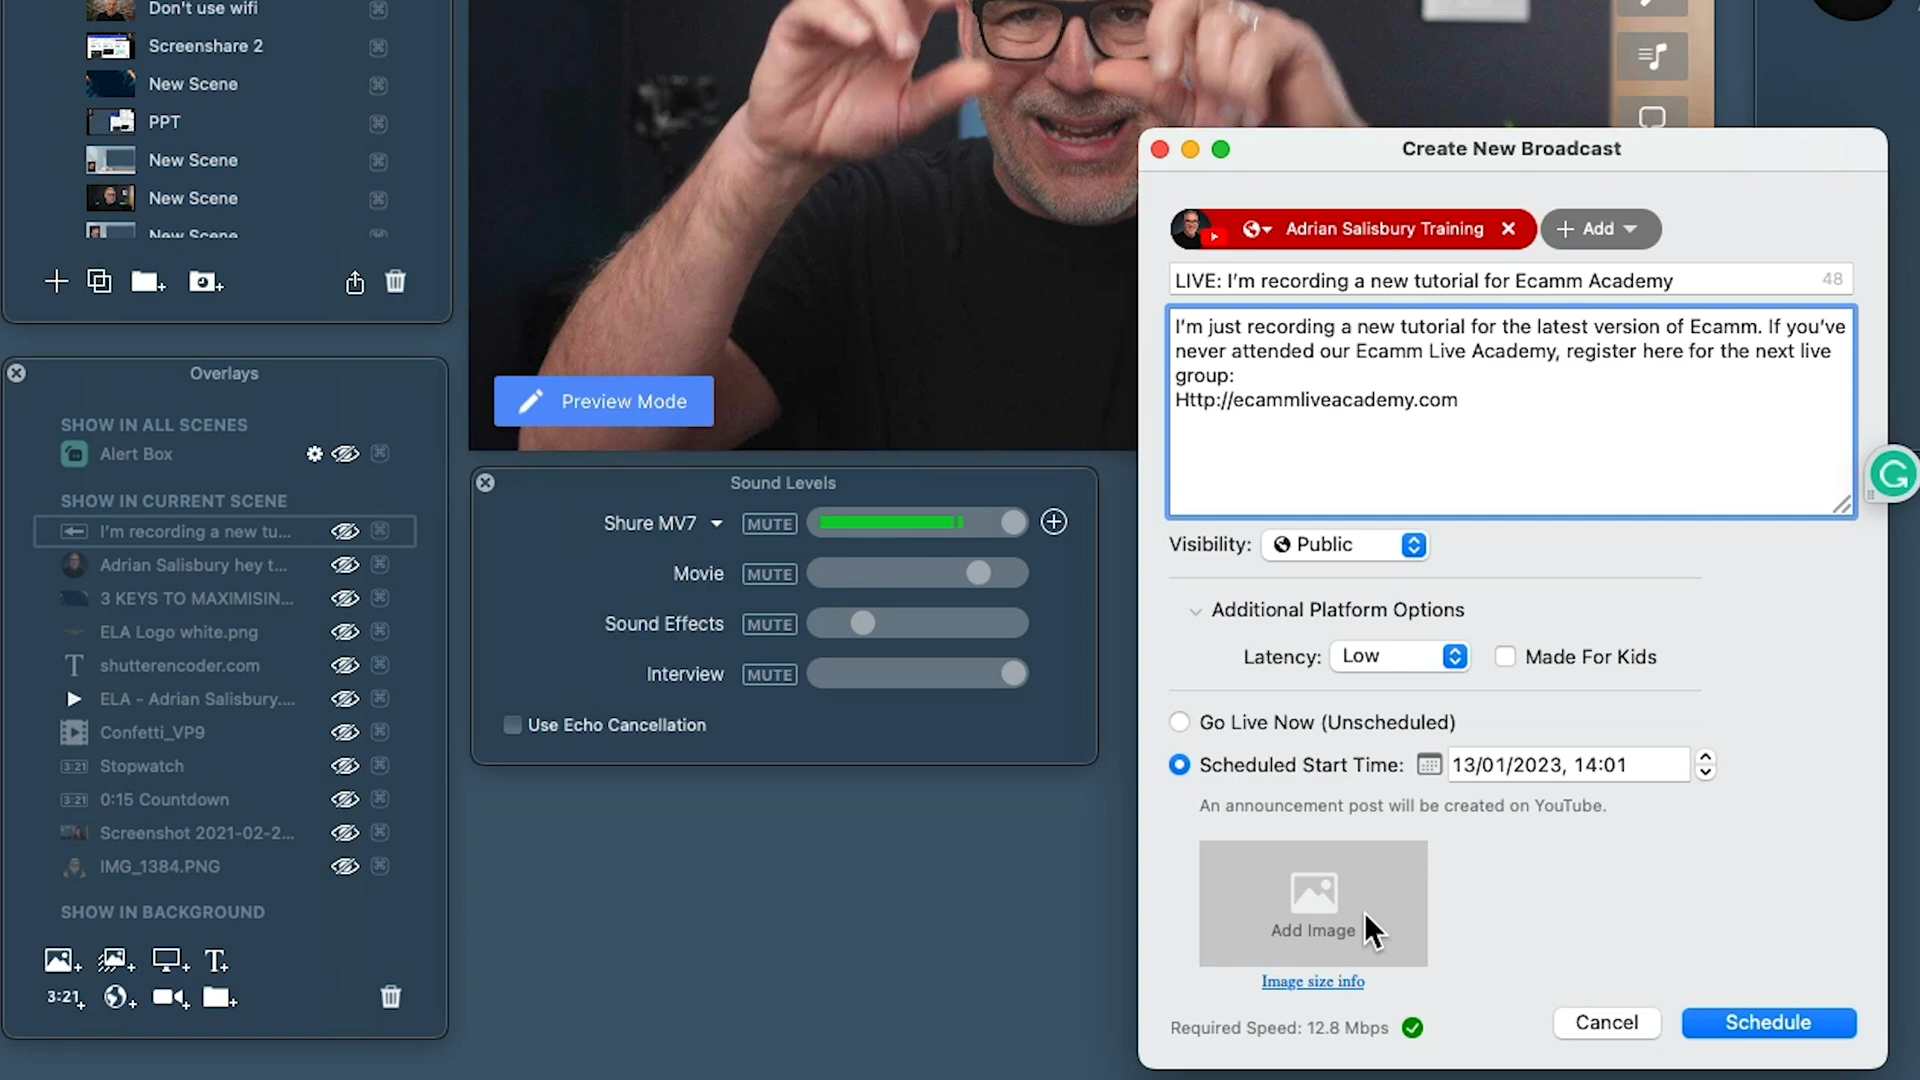 Don't use wifi
Screenshare 2
New Scene
PPT
New Scene
New Scene
New Scene
Overlays
SHOW IN ALL SCENES
Alert Box
SHOW IN CURRENT SCENE
I'm recording a new tu...
Adrian Salisbury hey t...
3 KEYS TO MAXIMISIN...
ELA Logo white.png
shutterencoder.com
ELA - Adrian Salisbury....
Confetti_VP9
3:21 Stopwatch
3:21 0:15 Countdown
Screenshot 2021-02-2...
IMG_1384.PNG
SHOW IN BACKGROUND
3:21
Preview Mode
Sound Levels
Shure MV7 MUTE
Movie MUTE
Sound Effects MUTE
Interview MUTE
Use Echo Cancellation
Create New Broadcast
Adrian Salisbury Training
Add
LIVE: I'm recording a new tutorial for Ecamm Academy 48
I'm just recording a new tutorial for the latest version of Ecamm. If you've
never attended our Ecamm Live Academy, register here for the next live
group:
Http://ecammliveacademy.com
Visibility: Public
Additional Platform Options
Latency: Low Made For Kids
Go Live Now (Unscheduled)
Scheduled Start Time: 13/01/2023, 14:01
An announcement post will be created on YouTube.
Add Image
Image size info
Required Speed: 12.8 Mbps
Cancel
Schedule